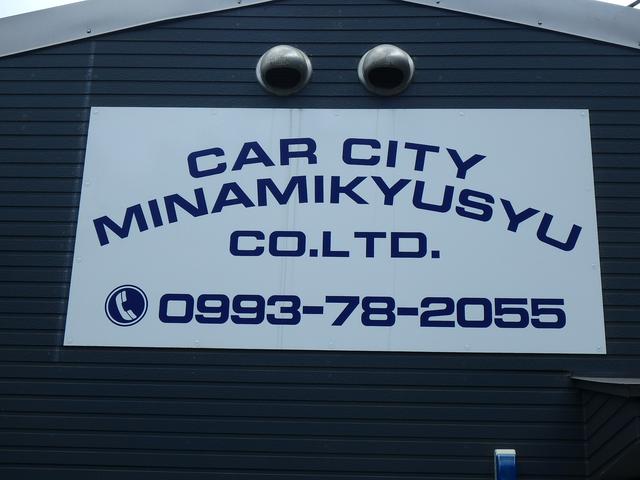 CAR CITY
MINAMIKYUSYU
CO.LTD.
0993-78-2055